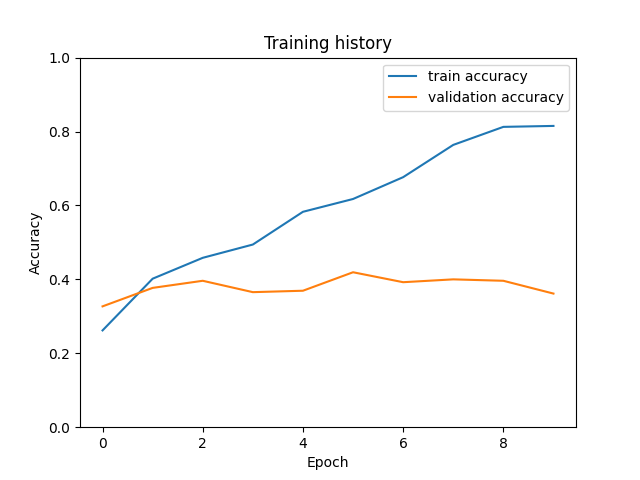 Training history
1.0
train accuracy
validation accuracy
0.8
0.6
Accuracy
0.4
0.2
0.0
0 2 4 6 8
Epoch